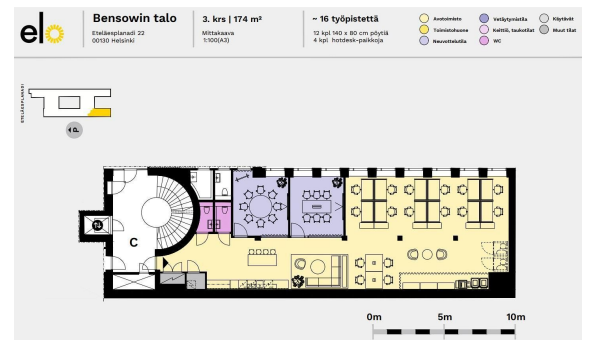 elo
Bensowin talo
Eteläesplanadi 22
00130 Helsinki
3. krs | 174 m²
Mittakaava
1:100(A3)
~ 16 työpistettä
12 kpl 140 x 80 cm pöytiä
4 kpl hotdesk-paikkoja
Avotoimisto
Toimistohuone
Neuvottelutila
Vetäytymistila
Keittiö, taukotilat
WC
Käytävät
Muut tilat
ETELÄESPLANADI
P
C
0m 5m 10m